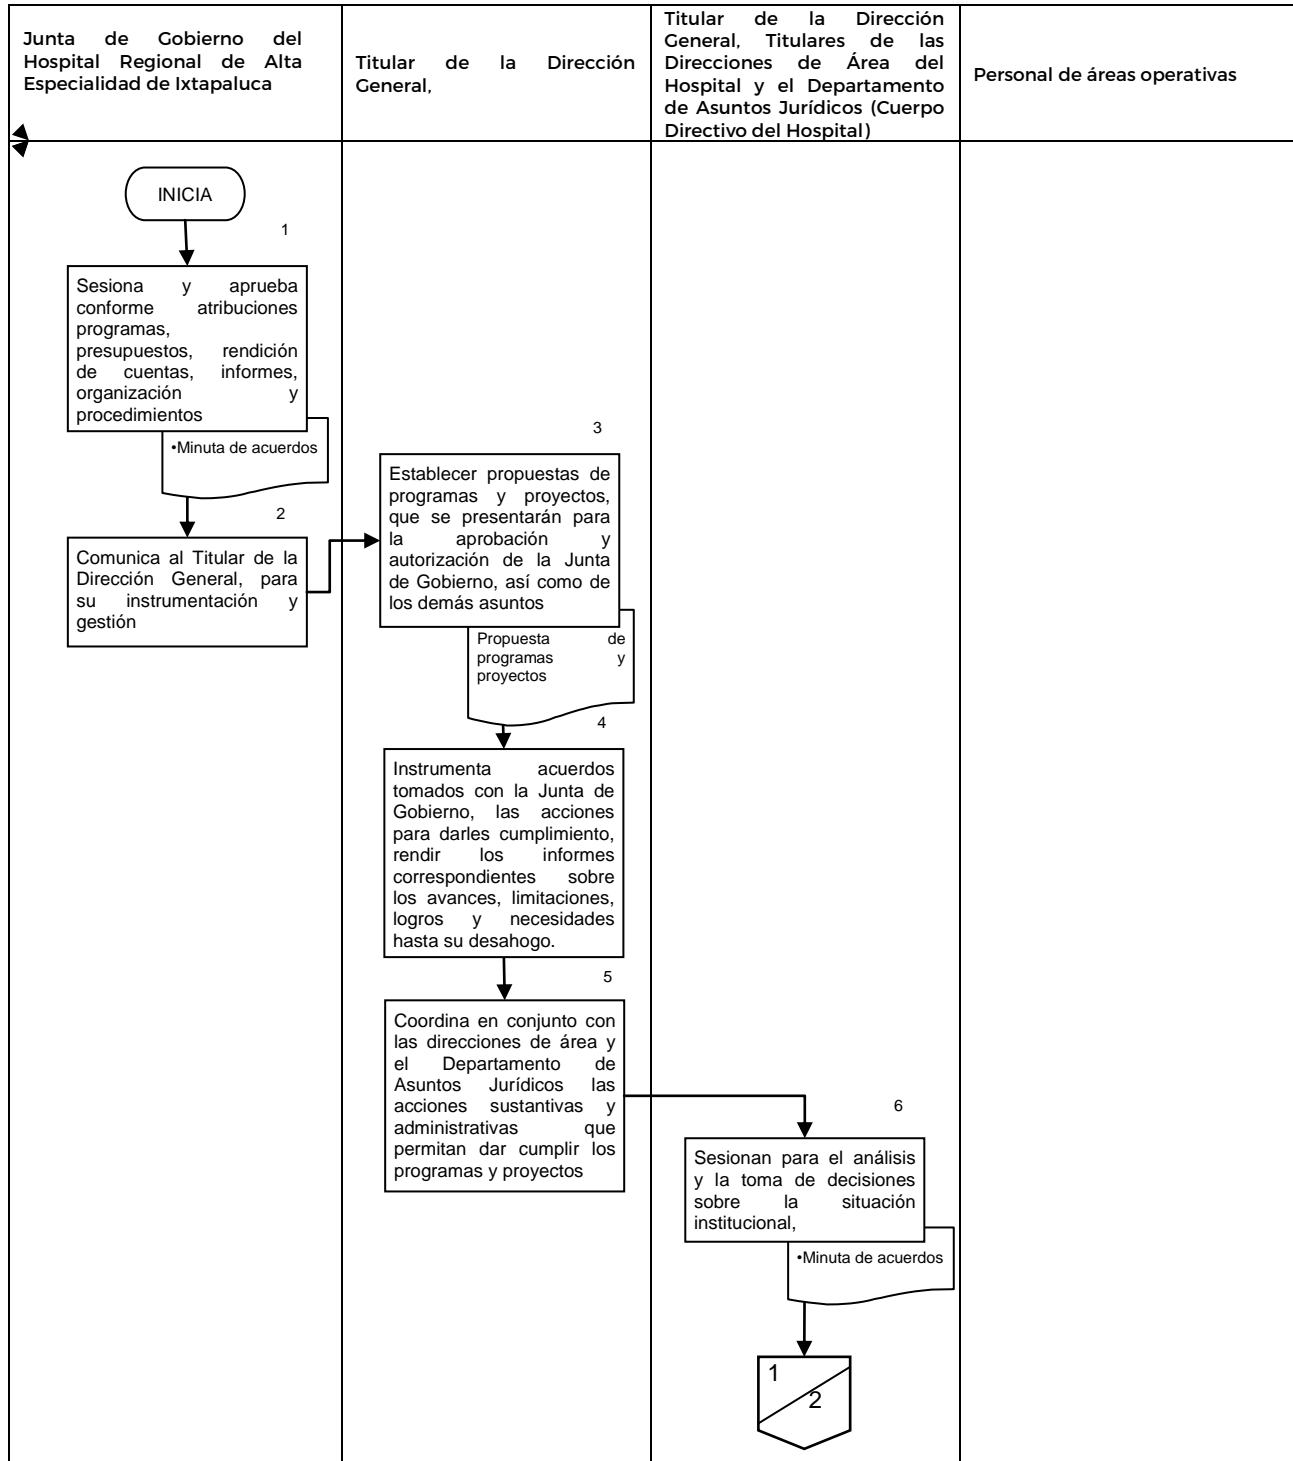 Junta de Gobierno del
Hospital Regional de Alta
Especialidad de Ixtapaluca
Titular de la Dirección
General,
Titular de la Dirección
General, Titulares de las
Direcciones de Área del
Hospital y el Departamento
de Asuntos Jurídicos (Cuerpo
Directivo del Hospital)
Personal de áreas operativas
INICIA
1
Sesiona y aprueba
conforme atribuciones
programas,
presupuestos, rendición
de cuentas, informes,
organización y
procedimientos
•Minuta de acuerdos
2
Comunica al Titular de la
Dirección General, para
su instrumentación y
gestión
3
Establecer propuestas de
programas y proyectos,
que se presentarán para
la aprobación y
autorización de la Junta
de Gobierno, así como de
los demás asuntos
Propuesta de
programas y
proyectos
4
Instrumenta acuerdos
tomados con la Junta de
Gobierno, las acciones
para darles cumplimiento,
rendir los informes
correspondientes sobre
los avances, limitaciones,
logros y necesidades
hasta su desahogo.
5
Coordina en conjunto con
las direcciones de área y
el Departamento de
Asuntos Jurídicos las
acciones sustantivas y
administrativas que
permitan dar cumplir los
programas y proyectos
6
Sesionan para el análisis
y la toma de decisiones
sobre la situación
institucional,
•Minuta de acuerdos
1
2